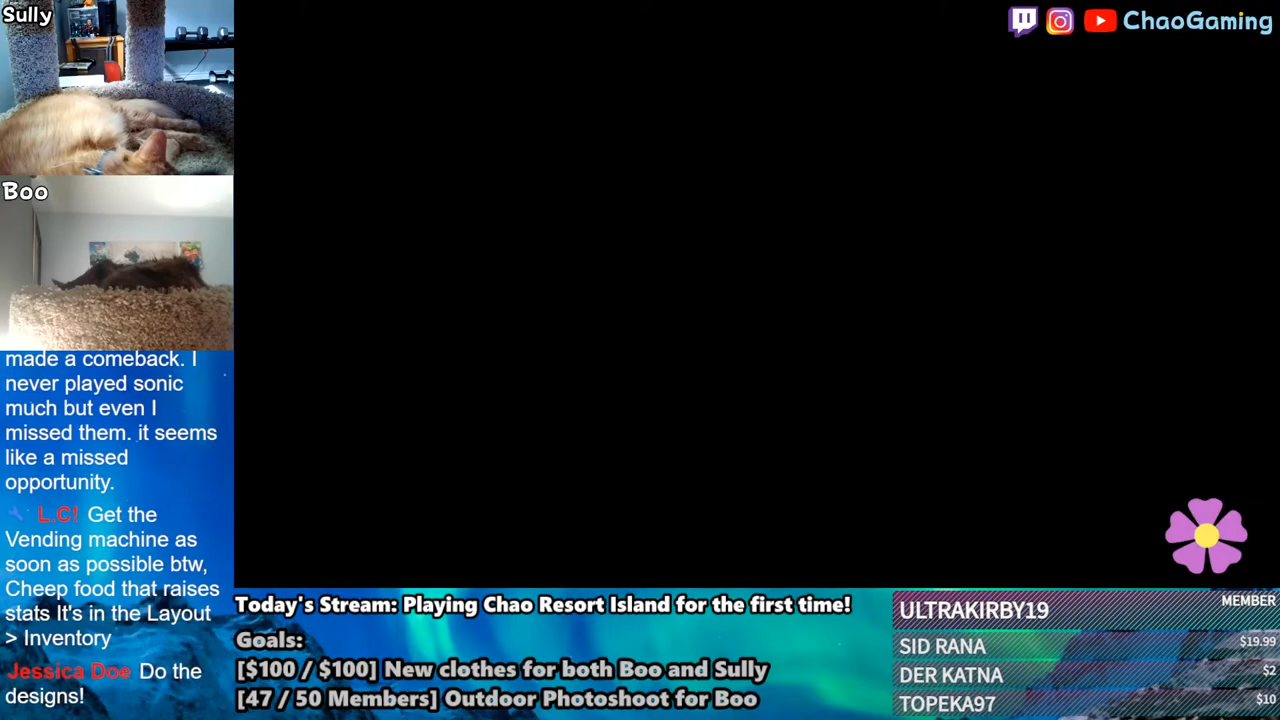 Sully
ChaoGaming
Boo
made a comeback. I
never played sonic
much but even I
missed them. it seems
like a missed
opportunity.
L.C! Get the
Vending machine as
soon as possible btw,
Cheep food that raises
stats It's in the Layout
> Inventory
Jessica Doe Do the
designs!
Today's Stream: Playing Chao Resort Island for the first time!
Goals:
[$100 / $100] New clothes for both Boo and Sully
[47 / 50 Members] Outdoor Photoshoot for Boo
ULTRAKIRBY19 MEMBER
SID RANA $19.99
DER KATNA $2
TOPEKA97 $10